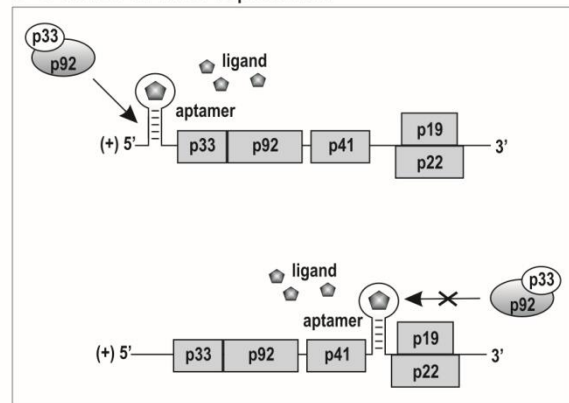 p33
p92
ligand
aptamer
(+) 5’
p33
p92
p41
p19
p22
3’
ligand
aptamer
p33
p92
(+) 5’
p33
p92
p41
p19
p22
3’